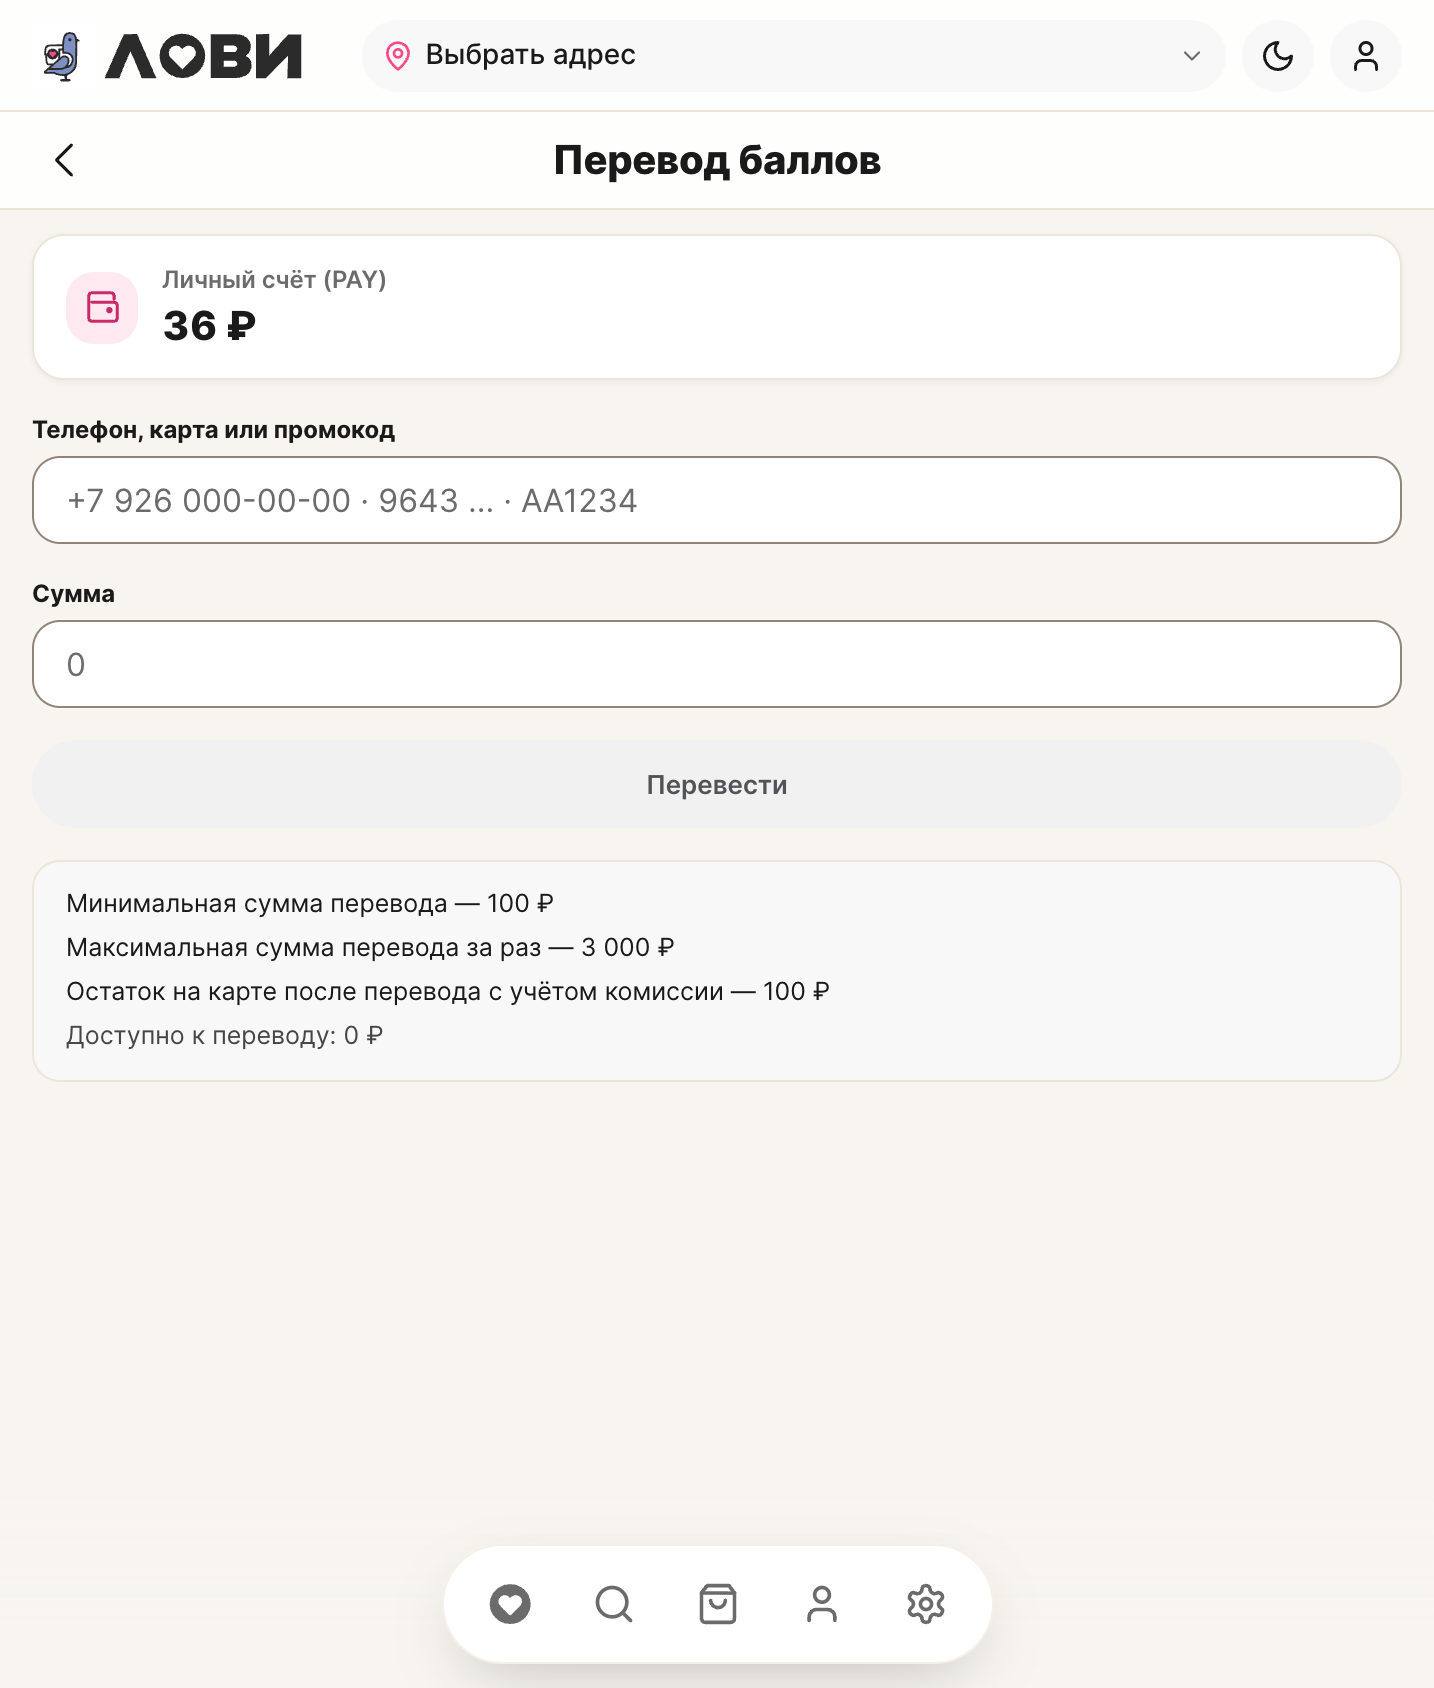 ЛОВИ
Выбрать адрес
Перевод баллов
Личный счёт (PAY)
36 ₽
Телефон, карта или промокод
+7 926 000-00-00 · 9643 ... · AA1234
Сумма
0
Перевести
Минимальная сумма перевода — 100 ₽
Максимальная сумма перевода за раз — 3 000 ₽
Остаток на карте после перевода с учётом комиссии — 100 ₽
Доступно к переводу: 0 ₽